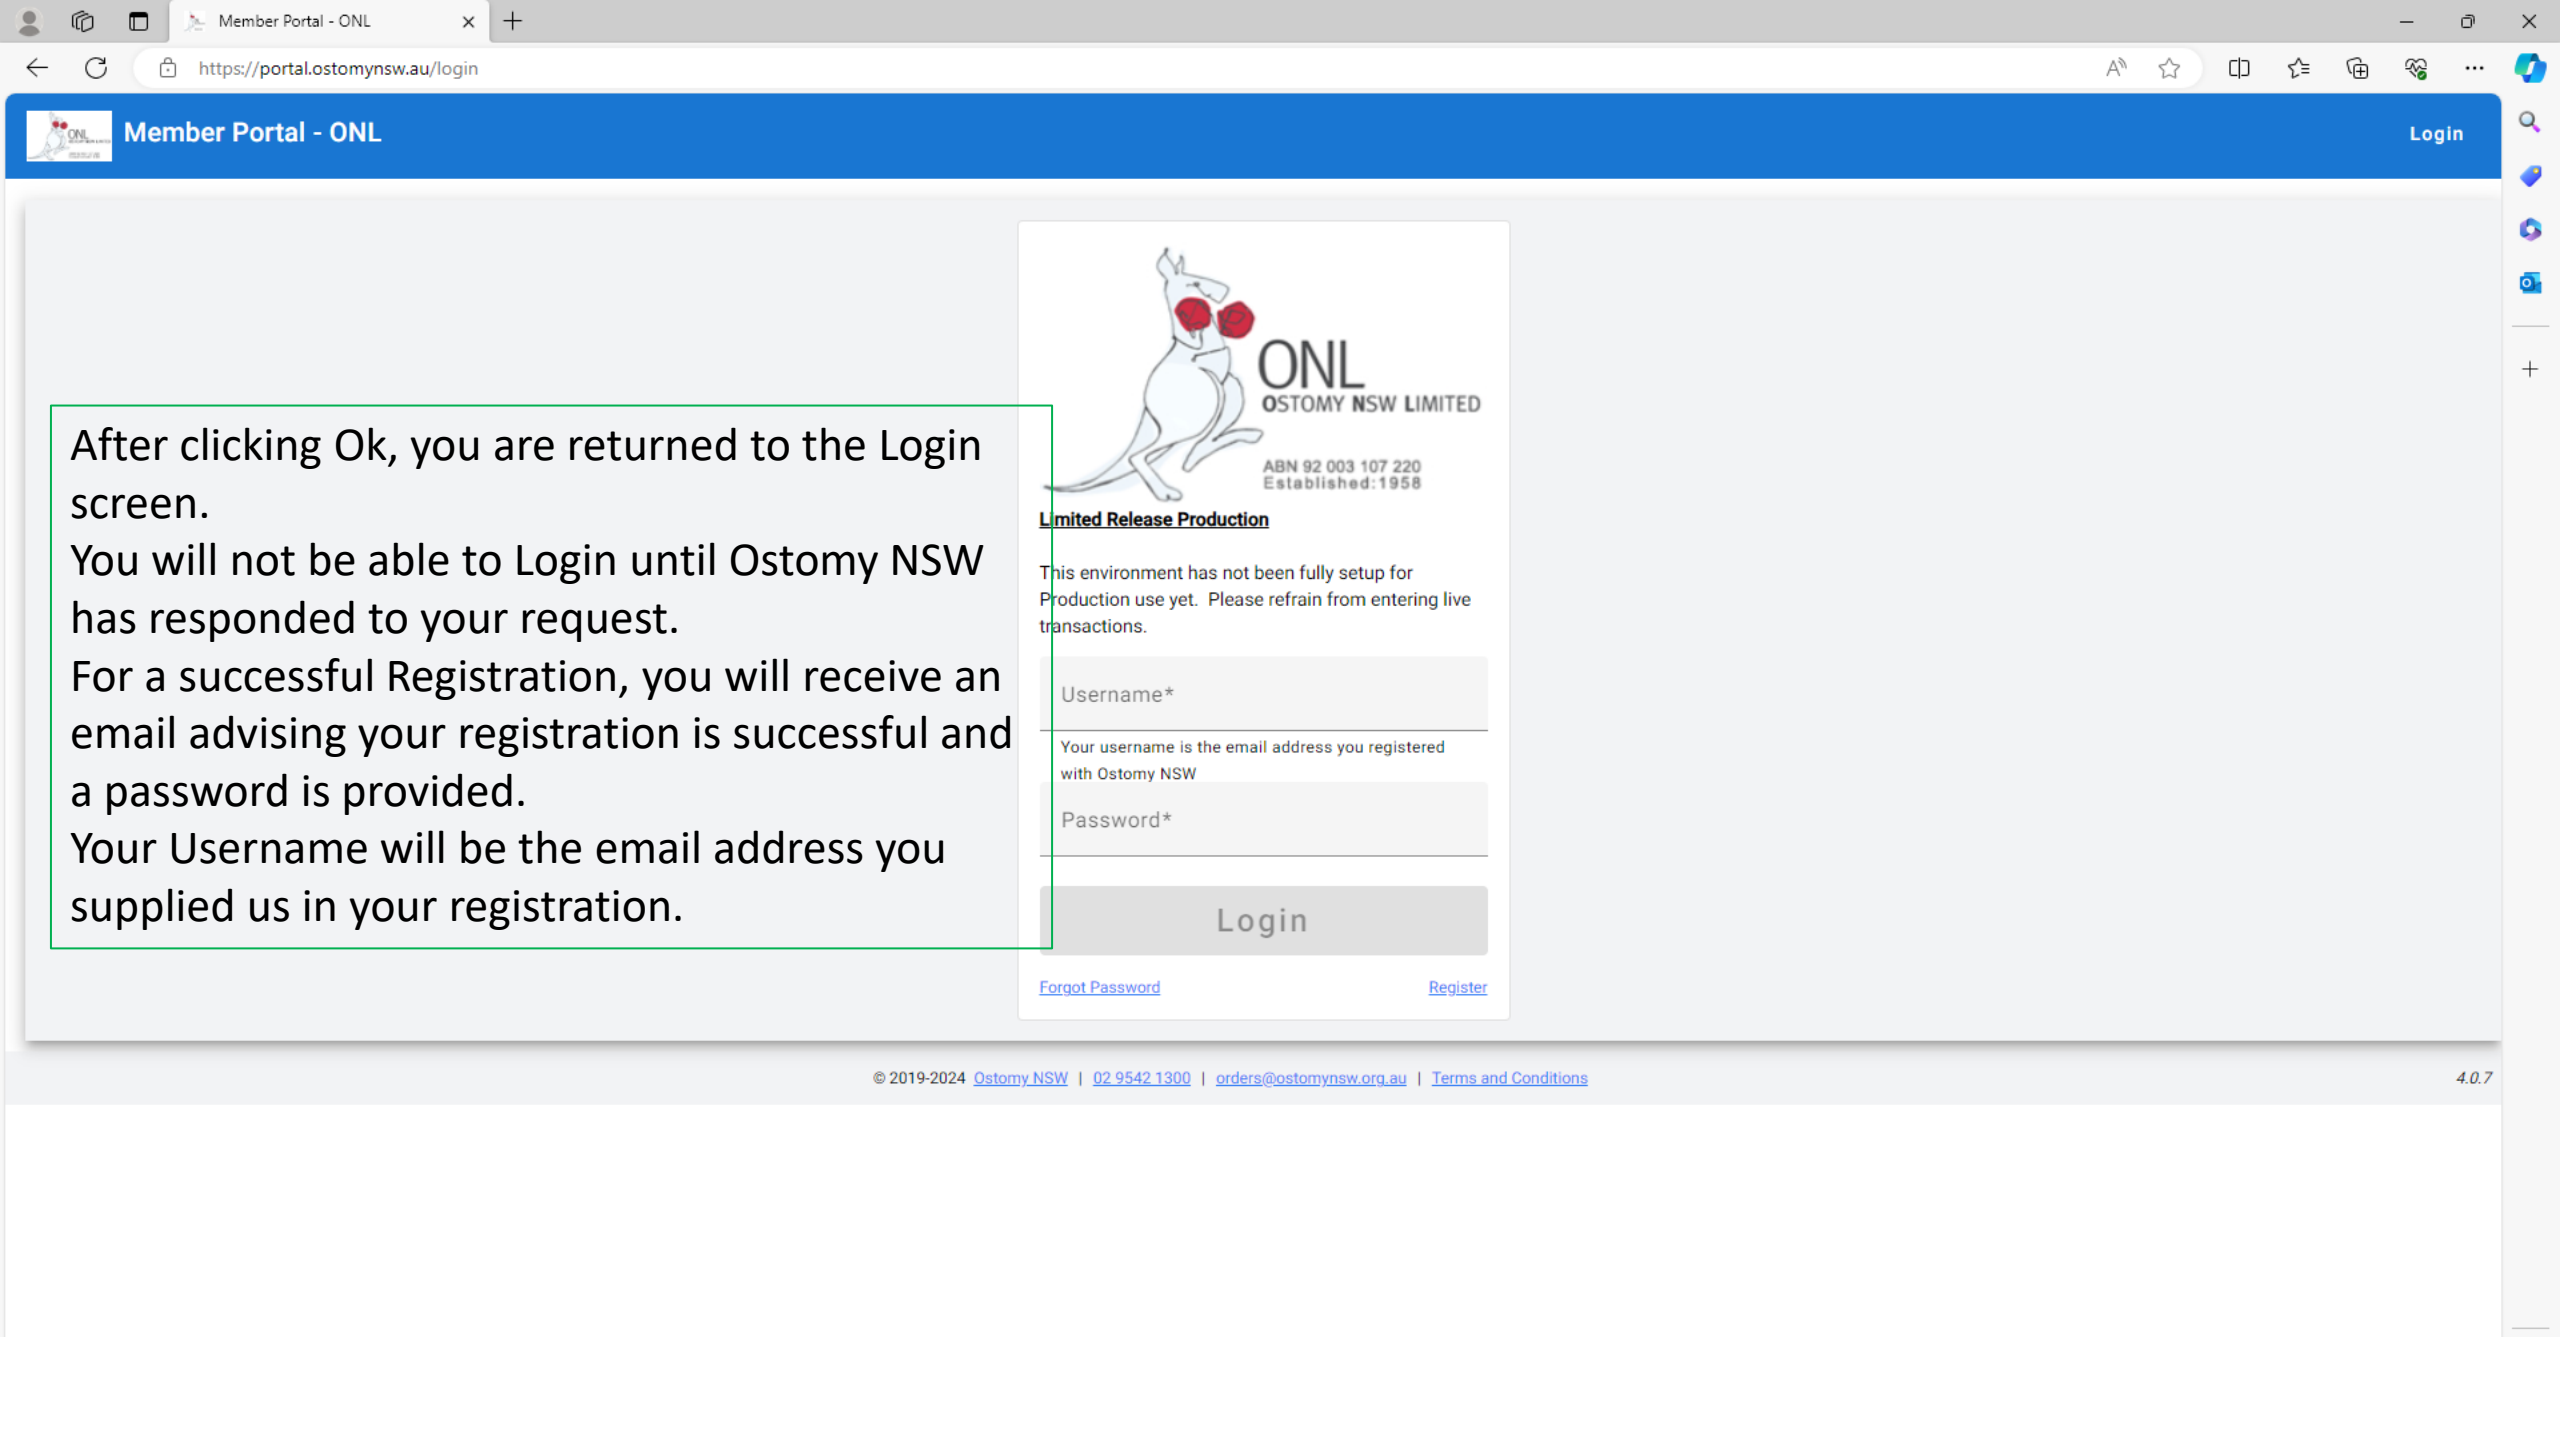 Member Portal - ONL
https://portal.ostomynsw.au/login
Member Portal - ONL
Login
ONL
OSTOMY NSW LIMITED
ABN 92 003 107 220
Established:1958
After clicking Ok, you are returned to the Login
screen.
You will not be able to Login until Ostomy NSW
has responded to your request.
For a successful Registration, you will receive an
email advising your registration is successful and
a password is provided.
Your Username will be the email address you
supplied us in your registration.
Limited Release Production
This environment has not been fully setup for
Production use yet.  Please refrain from entering live
transactions.
Username*
Your username is the email address you registered
with Ostomy NSW
Password*
Login
Forgot Password
Register
© 2019-2024 Ostomy NSW | 02 9542 1300 | orders@ostomynsw.org.au | Terms and Conditions
4.0.7